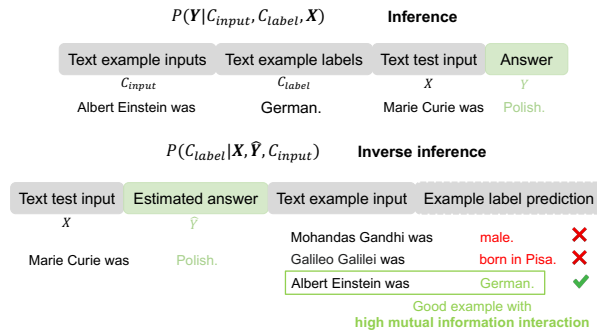 P(Y|C_input, C_label, X) Inference
Text example inputs Text example labels Text test input Answer
C_input C_label X Y
Albert Einstein was German. Marie Curie was Polish.
P(C_label|X, Ŷ, C_input) Inverse inference
Text test input Estimated answer Text example input Example label prediction
X Ŷ
Mohandas Gandhi was male. ✗
Marie Curie was Polish. Galileo Galilei was born in Pisa. ✗
Albert Einstein was German. ✓
Good example with
high mutual information interaction